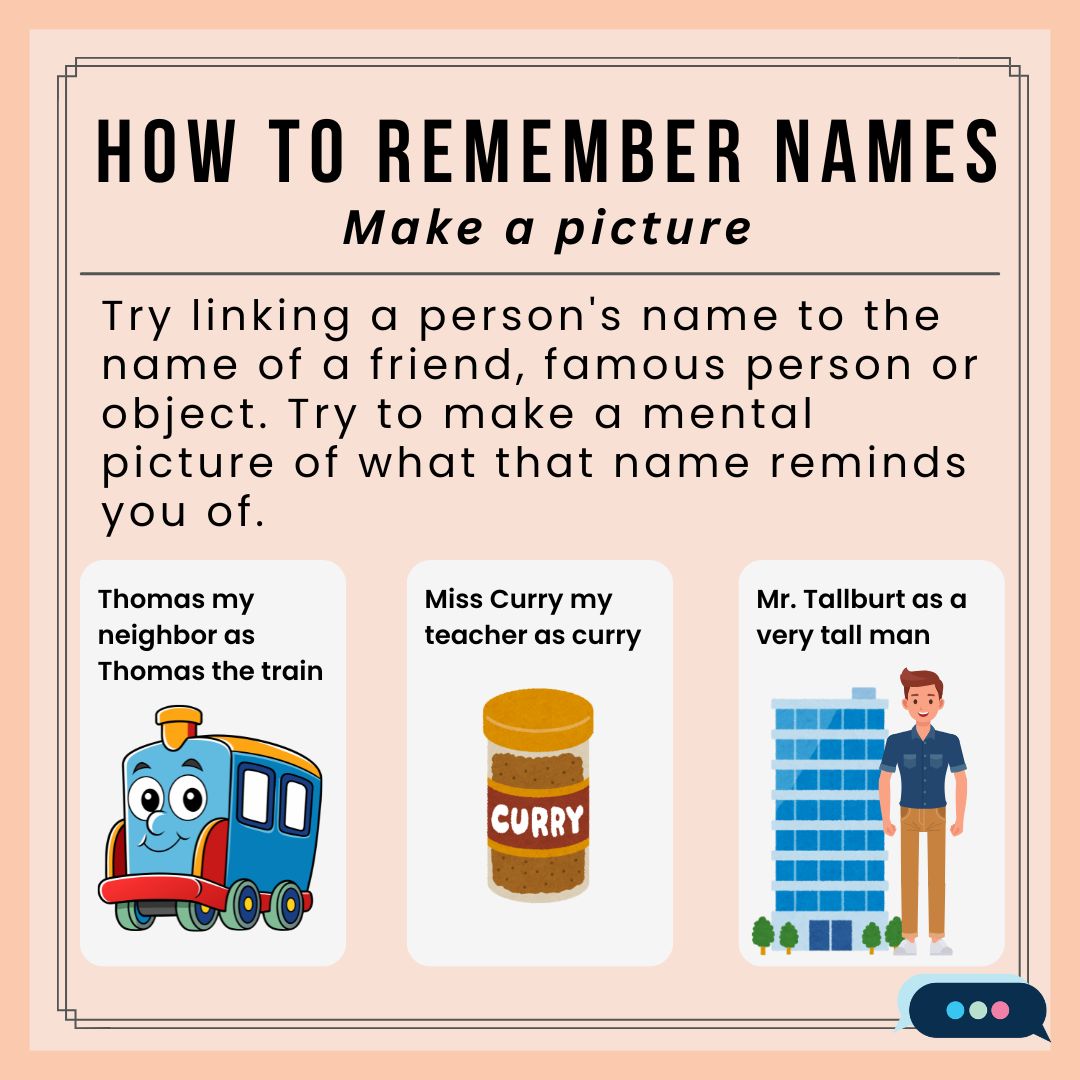 HOW TO REMEMBER NAMES
Make a picture
Try linking a person's name to the
name of a friend, famous person or
object. Try to make a mental
picture of what that name reminds
you of.
Thomas my
neighbor as
Thomas the train
Miss Curry my
teacher as curry
CURRY
Mr. Tallburt as a
very tall man